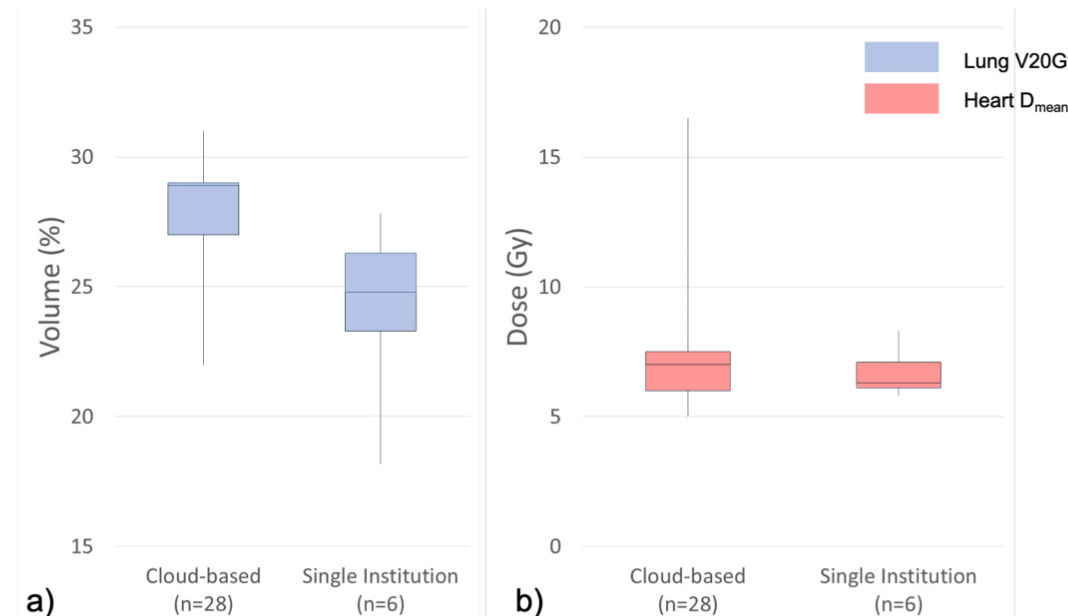 35
30
25
20
15
Volume (%)
Cloud-based
(n=28)
Single Institution
(n=6)
a)
20
15
10
5
0
Dose (Gy)
Lung V20G
Heart Dmean
Cloud-based
(n=28)
Single Institution
(n=6)
b)